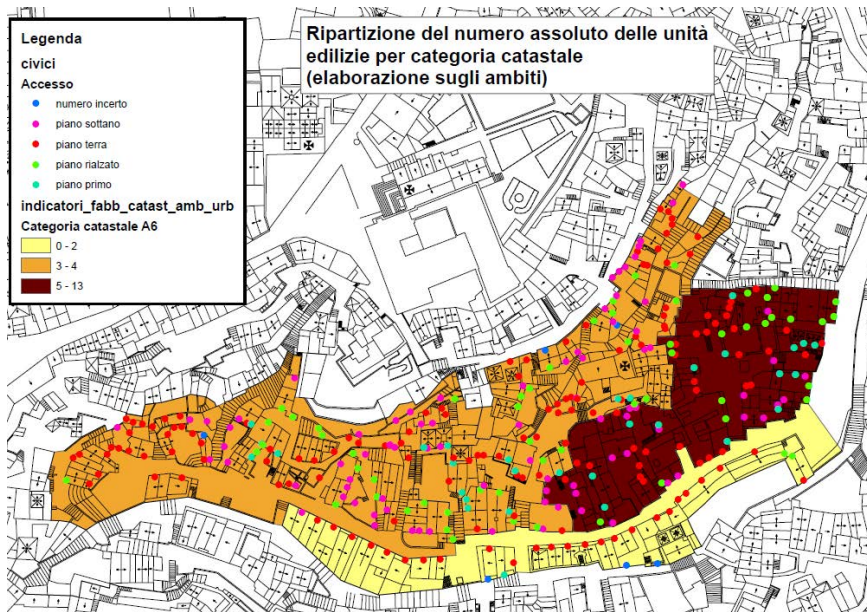 Ripartizione del numero assoluto delle unità
edilizie per categoria catastale
(elaborazione sugli ambiti)
Legenda
civici
Accesso
numero incerto
piano sottano
piano terra
piano rialzato
piano primo
indicatori_fabb_catast_amb_urb
Categoria catastale A6
0 - 2
3 - 4
5 - 13